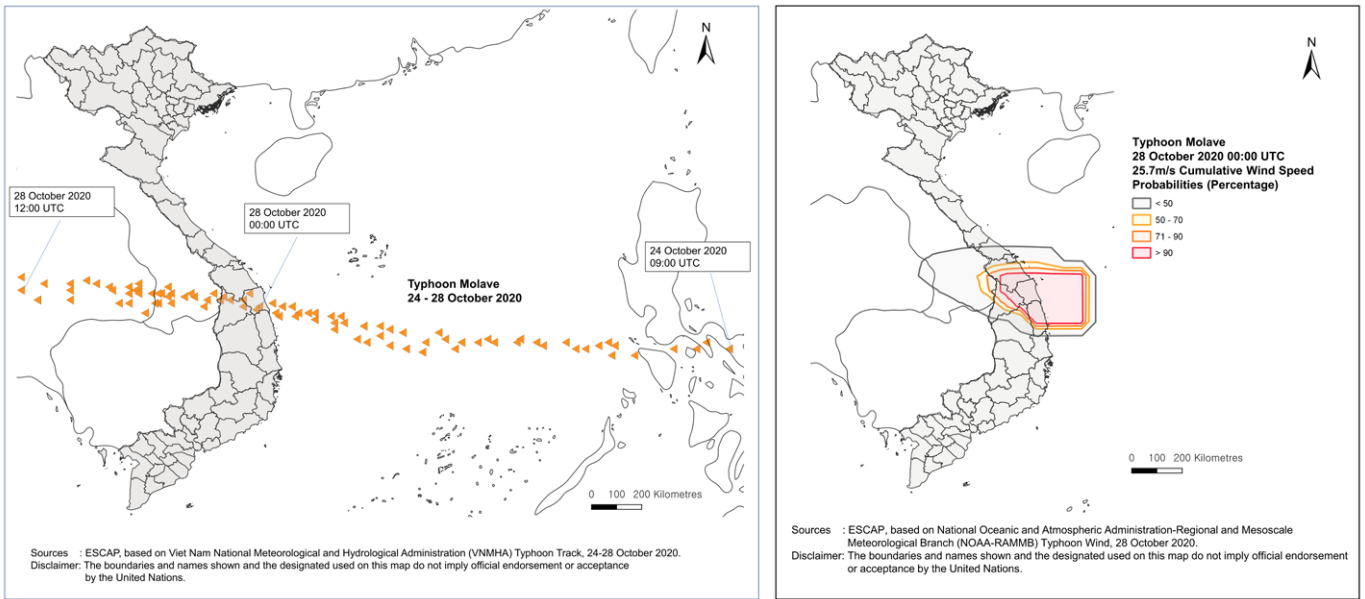 N
28 October 2020
12:00 UTC
28 October 2020
00:00 UTC
24 October 2020
09:00 UTC
Typhoon Molave
24 - 28 October 2020
0 100 200 Kilometres
Sources : ESCAP, based on Viet Nam National Meteorological and Hydrological Administration (VNMHA) Typhoon Track, 24-28 October 2020.
Disclaimer: The boundaries and names shown and the designated used on this map do not imply official endorsement or acceptance
by the United Nations.
N
Typhoon Molave
28 October 2020 00:00 UTC
25.7m/s Cumulative Wind Speed
Probabilities (Percentage)
< 50
50 - 70
71 - 90
> 90
0 100 200 Kilometres
Sources : ESCAP, based on National Oceanic and Atmospheric Administration-Regional and Mesoscale
Meteorological Branch (NOAA-RAMMB) Typhoon Wind, 28 October 2020.
Disclaimer: The boundaries and names shown and the designated used on this map do not imply official endorsement
or acceptance by the United Nations.